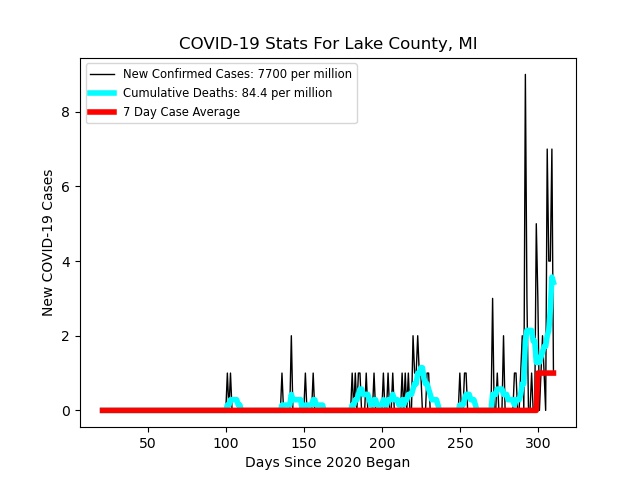 COVID-19 Stats For Lake County, MI
New Confirmed Cases: 7700 per million
Cumulative Deaths: 84.4 per million
7 Day Case Average
New COVID-19 Cases
8
6
4
2
0
50 100 150 200 250 300
Days Since 2020 Began